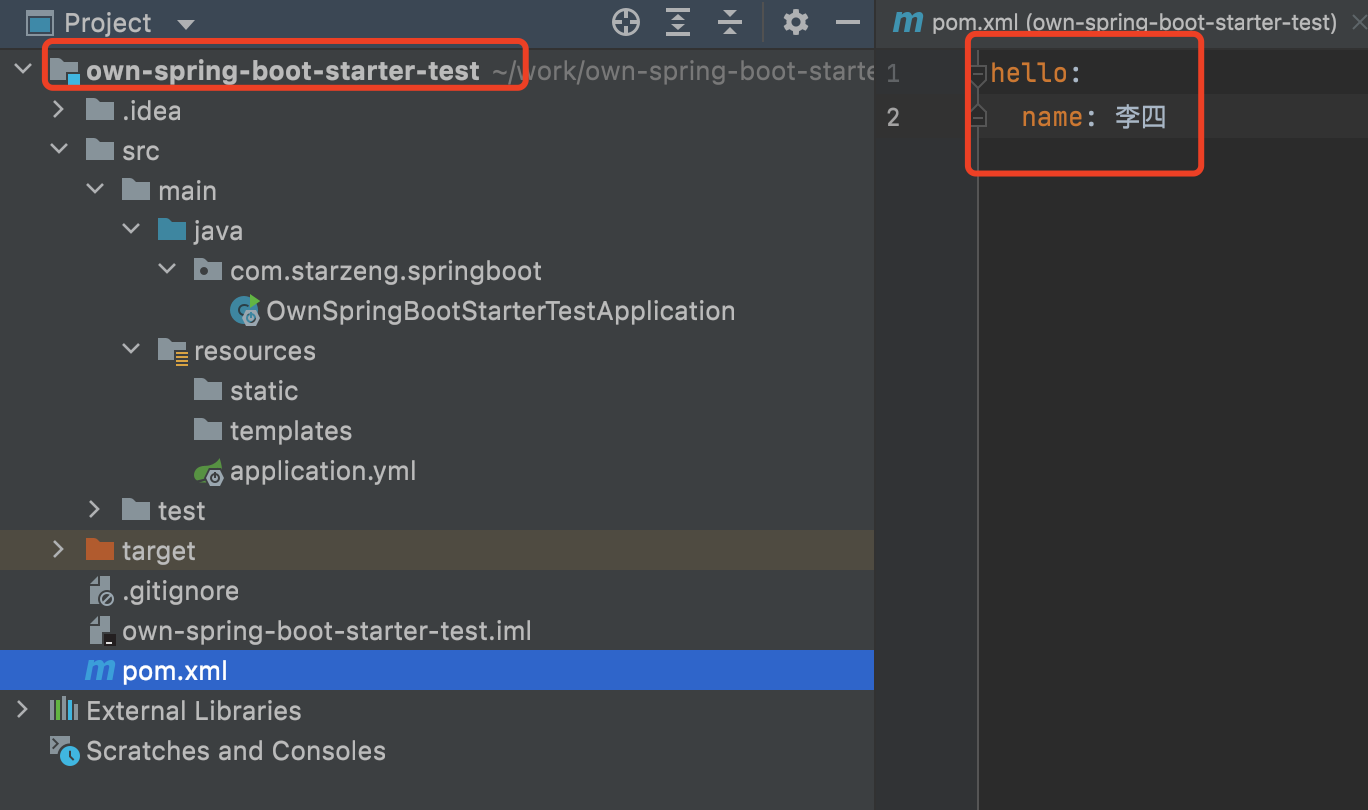 Project
own-spring-boot-starter-test ~/work/own-spring-boot-starte
.idea
src
main
java
com.starzeng.springboot
OwnSpringBootStarterTestApplication
resources
static
templates
application.yml
test
target
.gitignore
own-spring-boot-starter-test.iml
pom.xml
External Libraries
Scratches and Consoles
pom.xml (own-spring-boot-starter-test)
1 hello:
2 name: 李四